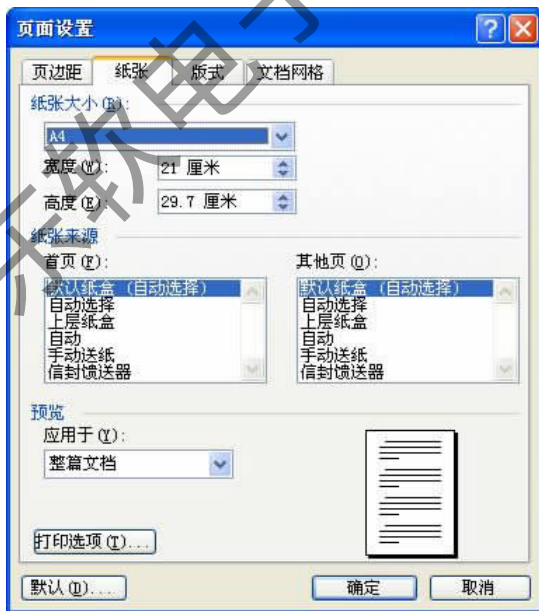 页面设置
页边距 纸张 版式 文档网格
纸张大小(R):
A4
宽度(W): 21 厘米
高度(E): 29.7 厘米
纸张来源
首页(F): 其他页(O):
默认纸盒 (自动选择) 默认纸盒 (自动选择)
自动选择 自动选择
上层纸盒 上层纸盒
自动 自动
手动送纸 手动送纸
信封馈送器 信封馈送器
预览
应用于(Y):
整篇文档
打印选项(T)...
默认(D)... 确定 取消